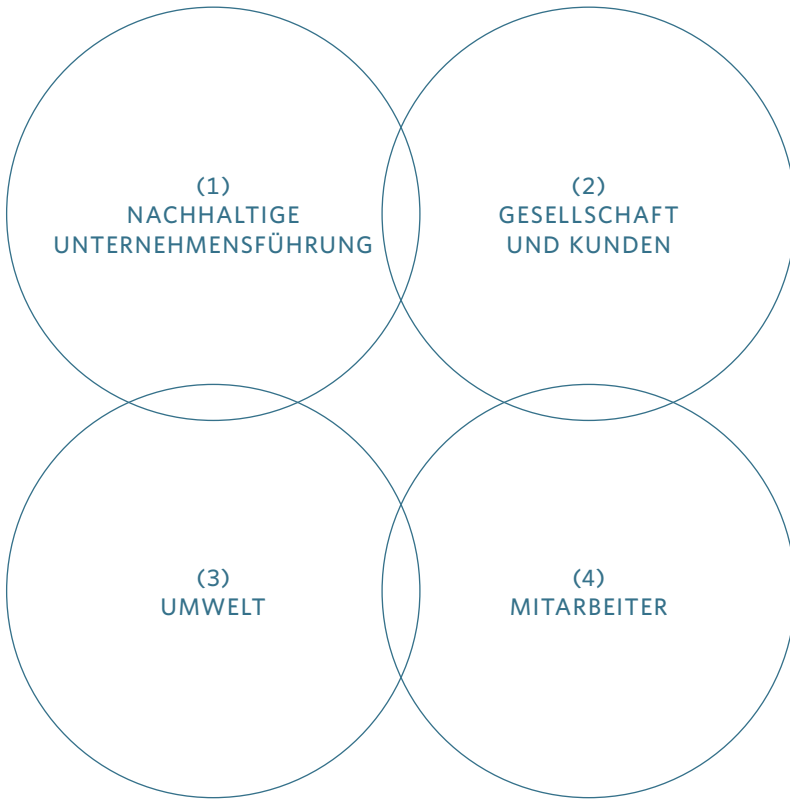 (1)
NACHHALTIGE
UNTERNEHMENSFÜHRUNG
(2)
GESELLSCHAFT
UND KUNDEN
(3)
UMWELT
(4)
MITARBEITER